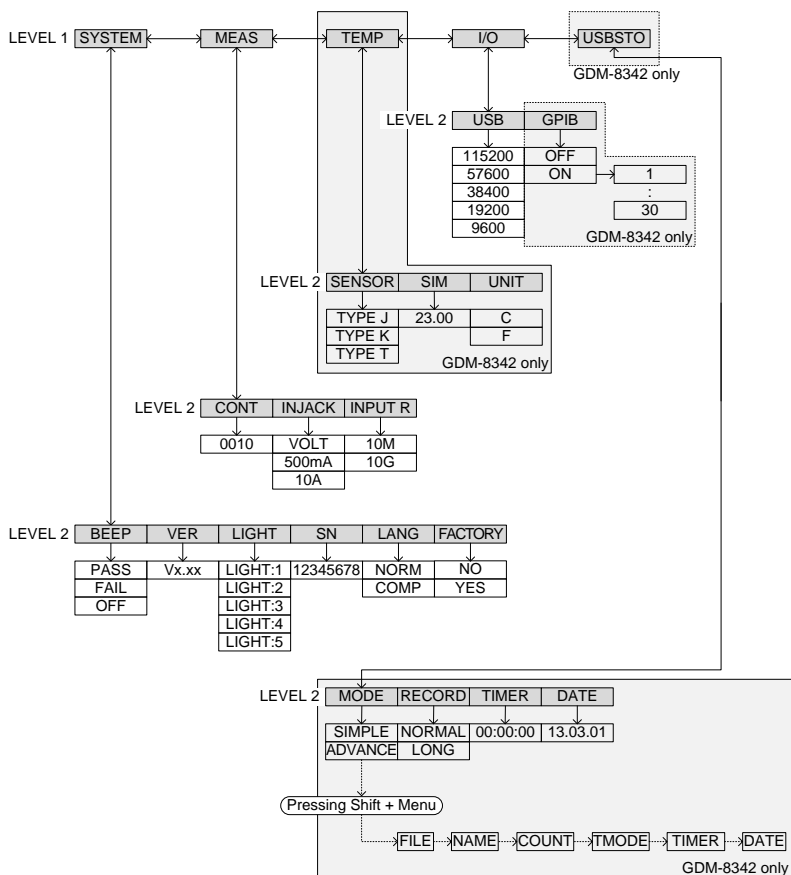 LEVEL 1 SYSTEM MEAS TEMP I/O USBSTO
GDM-8342 only
LEVEL 2 USB GPIB
115200 OFF
57600 ON 1
38400 :
19200 30
9600
GDM-8342 only
LEVEL 2 SENSOR SIM UNIT
TYPE J 23.00 C
TYPE K F
TYPE T
GDM-8342 only
LEVEL 2 CONT INJACK INPUT R
0010 VOLT 10M
500mA 10G
10A
LEVEL 2 BEEP VER LIGHT SN LANG FACTORY
PASS Vx.xx LIGHT:1 12345678 NORM NO
FAIL LIGHT:2 COMP YES
OFF LIGHT:3
LIGHT:4
LIGHT:5
LEVEL 2 MODE RECORD TIMER DATE
SIMPLE NORMAL 00:00:00 13.03.01
ADVANCE LONG
Pressing Shift + Menu
FILE NAME COUNT TMODE TIMER DATE
GDM-8342 only